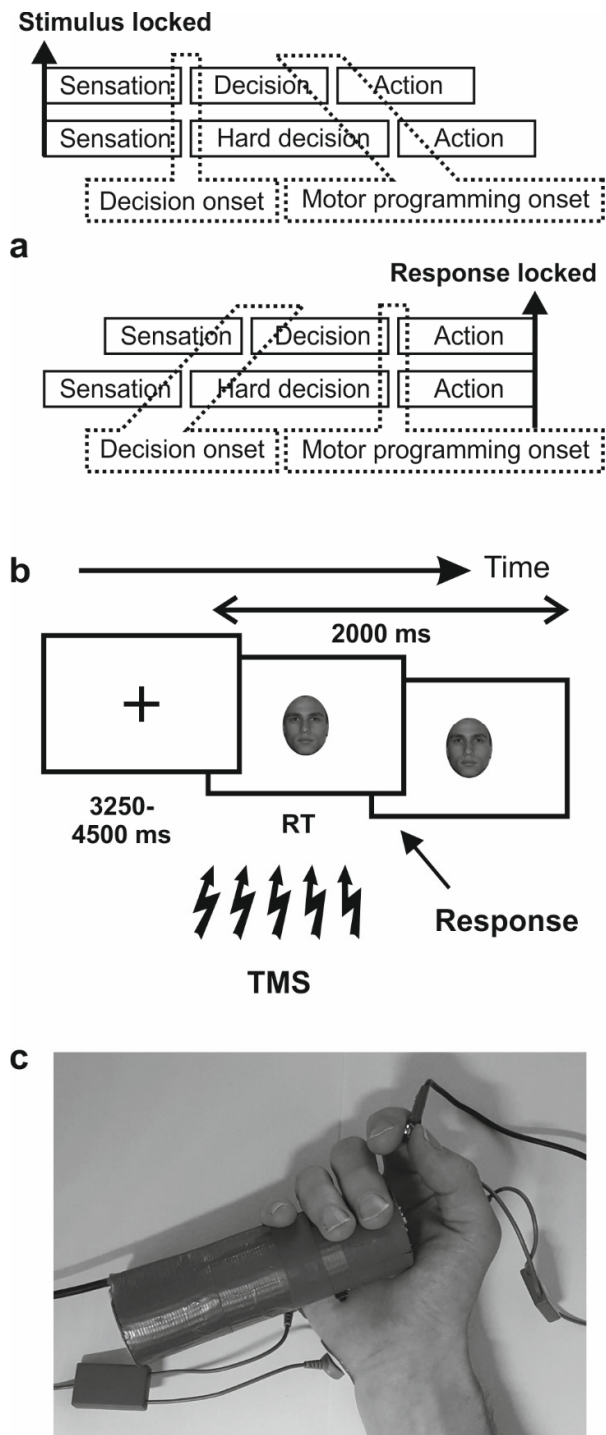 Stimulus locked
Sensation Decision Action
Sensation Hard decision Action
Decision onset Motor programming onset
a
Response locked
Sensation Decision Action
Sensation Hard decision Action
Decision onset Motor programming onset
b
Time
2000 ms
3250-
4500 ms
RT
Response
TMS
c